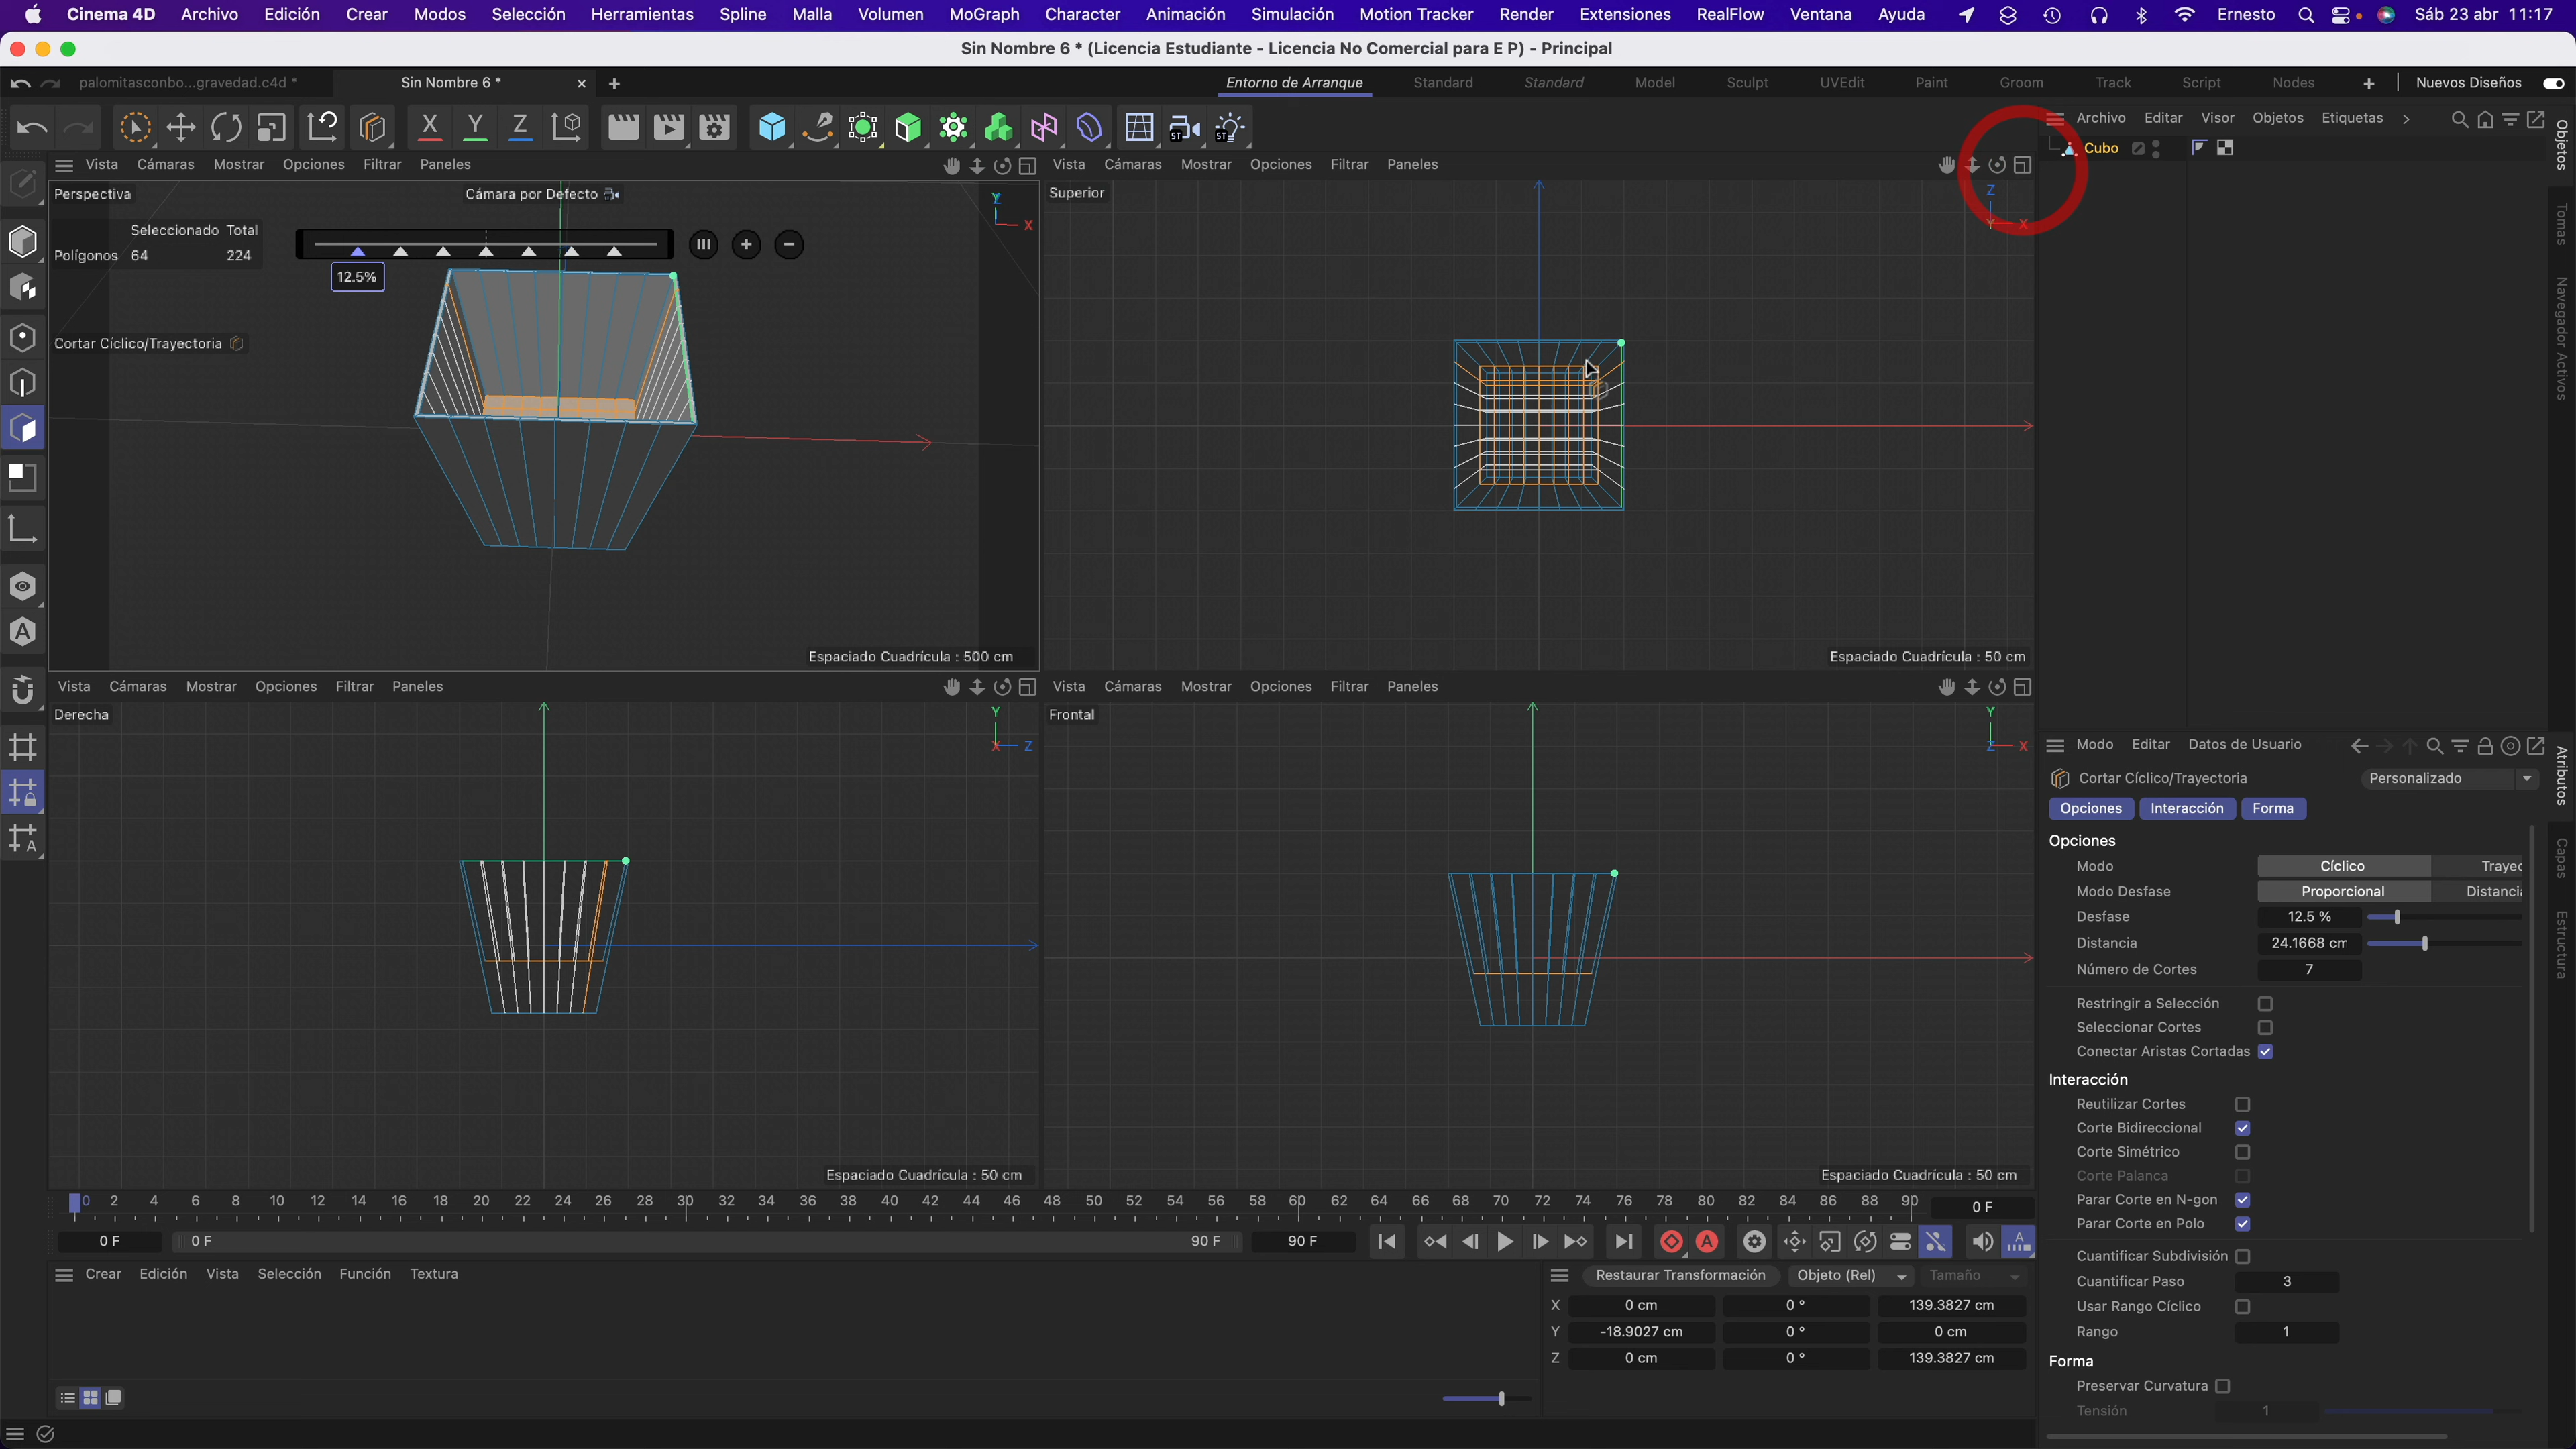 Cinema 4D Archivo Edición Crear Modos Selección Herramientas Spline Malla Volumen MoGraph Character Animación Simulación Motion Tracker Render Extensiones RealFlow Ventana Ayuda Ernesto Sáb 23 abr 11:17
Sin Nombre 6 * (Licencia Estudiante - Licencia No Comercial para E P) - Principal
palomitasconbo...gravedad.c4d * Sin Nombre 6 * Entorno de Arranque Standard Standard Model Sculpt UVEdit Paint Groom Track Script Nodes Nuevos Diseños
X Y Z ST ST
Archivo Editar Visor Objetos Etiquetas
Cubo
Objetos
Tomas
Navegador Activos
Vista Cámaras Mostrar Opciones Filtrar Paneles
Perspectiva Cámara por Defecto
Y Z X
Seleccionado Total
Polígonos 64 224
12.5%
Cortar Cíclico/Trayectoria
Espaciado Cuadrícula : 500 cm
Vista Cámaras Mostrar Opciones Filtrar Paneles
Superior
Z
Y X
Espaciado Cuadrícula : 50 cm
Vista Cámaras Mostrar Opciones Filtrar Paneles
Derecha
Y
X Z
Espaciado Cuadrícula : 50 cm
Vista Cámaras Mostrar Opciones Filtrar Paneles
Frontal
Y
Z X
Espaciado Cuadrícula : 50 cm
Modo Editar Datos de Usuario
Cortar Cíclico/Trayectoria Personalizado
Opciones Interacción Forma
Opciones
Modo Cíclico Trayec
Modo Desfase Proporcional Distanci
Desfase 12.5 %
Distancia 24.1668 cm
Número de Cortes 7
Restringir a Selección
Seleccionar Cortes
Conectar Aristas Cortadas
Interacción
Reutilizar Cortes
Corte Bidireccional
Corte Simétrico
Corte Palanca
Parar Corte en N-gon
Parar Corte en Polo
Cuantificar Subdivisión
Cuantificar Paso 3
Usar Rango Cíclico
Rango 1
Forma
Preservar Curvatura
Tensión 1
Atributos
Capas
Estructura
0 2 4 6 8 10 12 14 16 18 20 22 24 26 28 30 32 34 36 38 40 42 44 46 48 50 52 54 56 58 60 62 64 66 68 70 72 74 76 78 80 82 84 86 88 90 0 F
0 F 0 F 90 F 90 F
A A
Crear Edición Vista Selección Función Textura
Restaurar Transformación Objeto (Rel) Tamaño
X 0 cm 0 ° 139.3827 cm
Y -18.9027 cm 0 ° 0 cm
Z 0 cm 0 ° 139.3827 cm
A
A